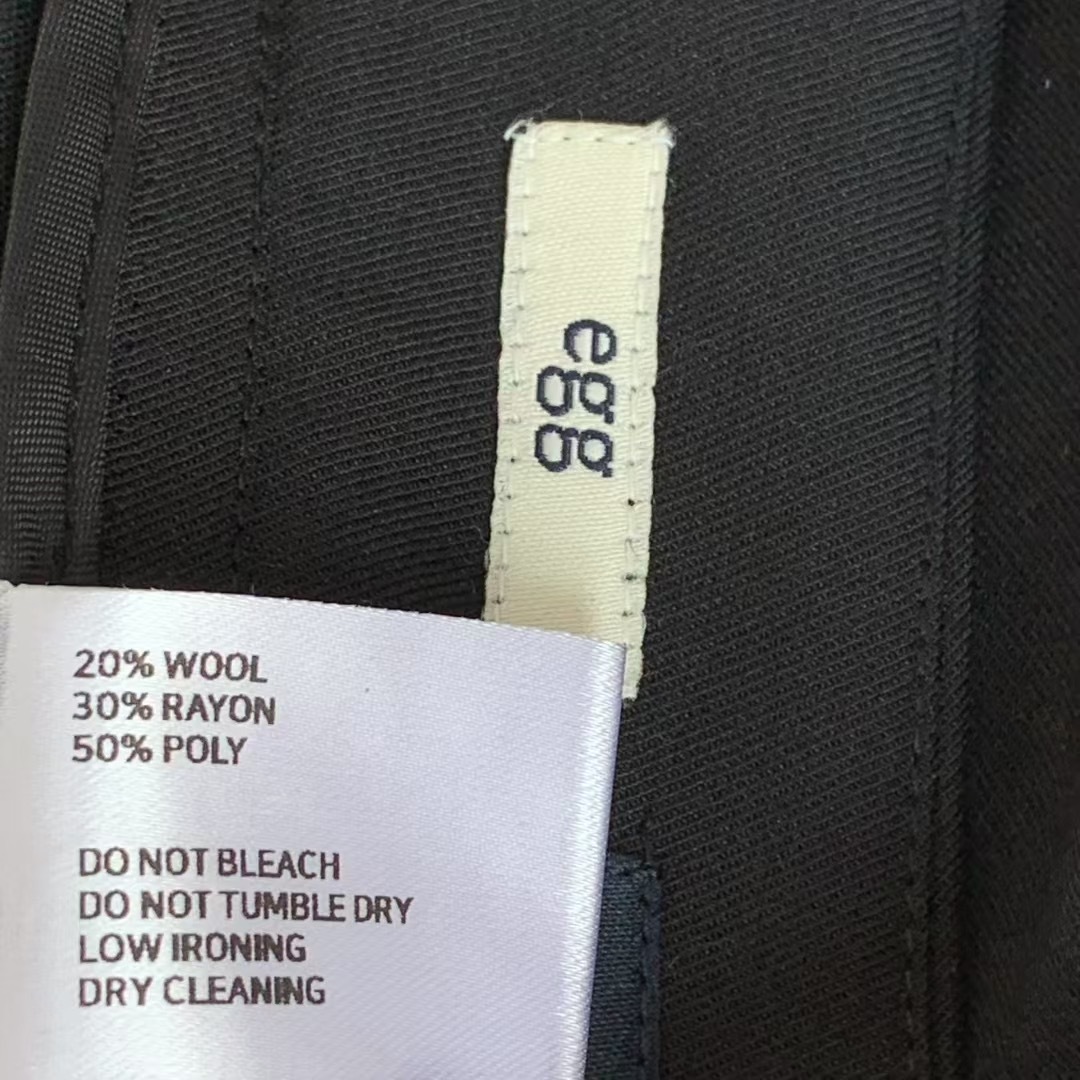 egg
20% WOOL
30% RAYON
50% POLY
DO NOT BLEACH
DO NOT TUMBLE DRY
LOW IRONING
DRY CLEANING